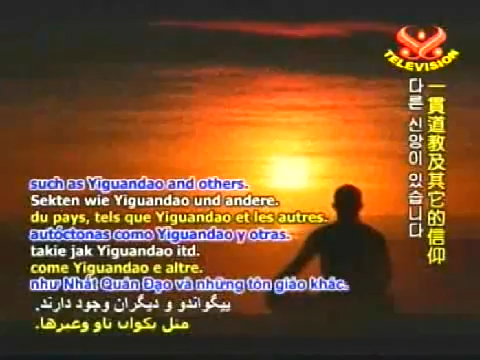 TELEVISION
一貫道教及其它的信仰
다른 신앙이 있습니다
such as Yiguandao and others.
Sekten wie Yiguandao und andere.
du pays, tels que Yiguandao et les autres.
autóctonas como Yiguandao y otras.
takie jak Yiguandao itd.
come Yiguandao e altre.
như Nhất Quán Đạo và những tôn giáo khác.
ییگواندو و دیگران وجود دارند.
مثل يكوان تاو وغيرها.